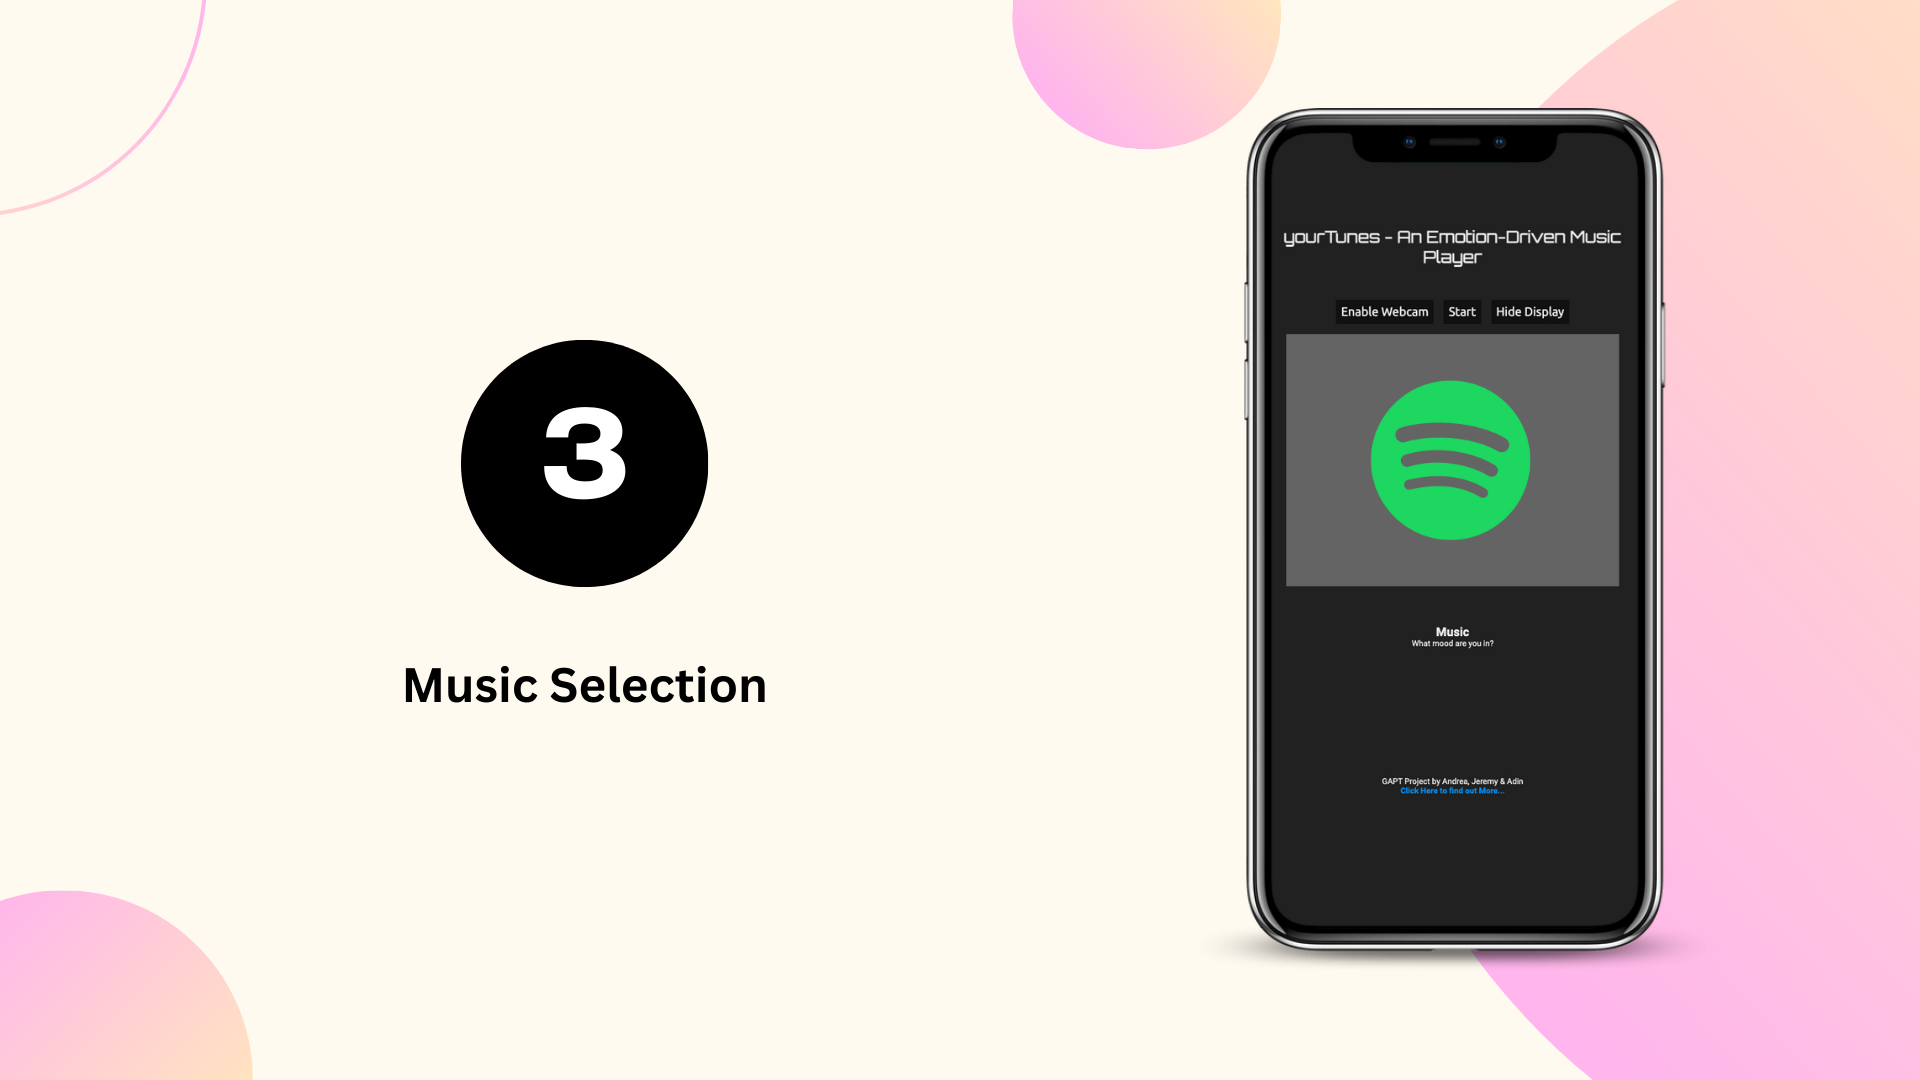 3
Music Selection
yourTunes - An Emotion-Driven Music
Player
Enable Webcam Start Hide Display
Music
What mood are you in?
GAPT Project by Andrea, Jeremy & Adin
Click Here to find out More...